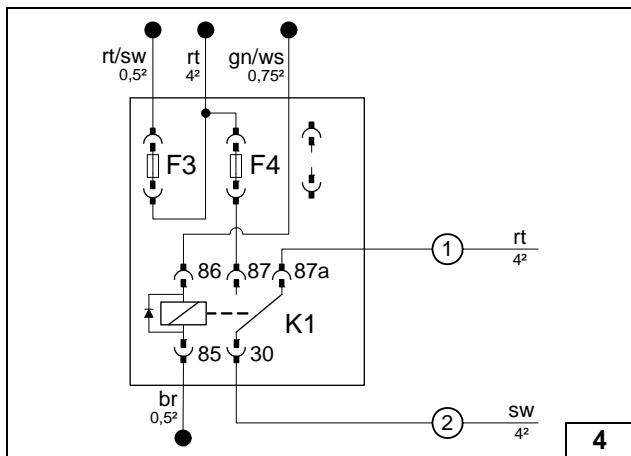 rt/sw rt gn/ws
0,5² 4² 0,75²
F3 F4
1 rt
4²
86 87 87a
K1
85 30
br
0,5²
2 sw
4²
4